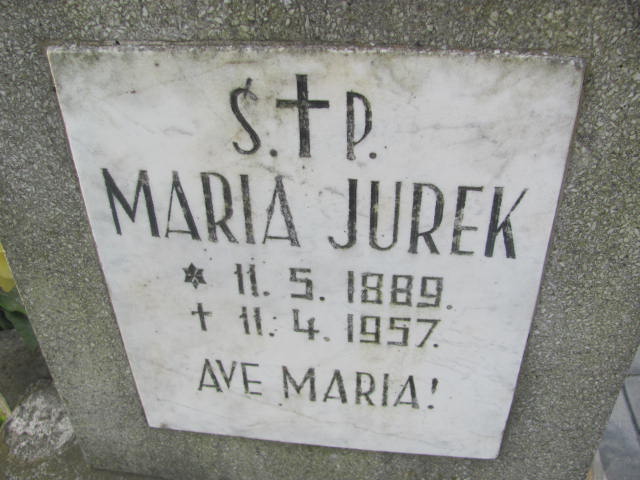 Ś.✝P.
MARIA JUREK
* 11. 5. 1889.
✝ 11. 4. 1957.
AVE MARIA!